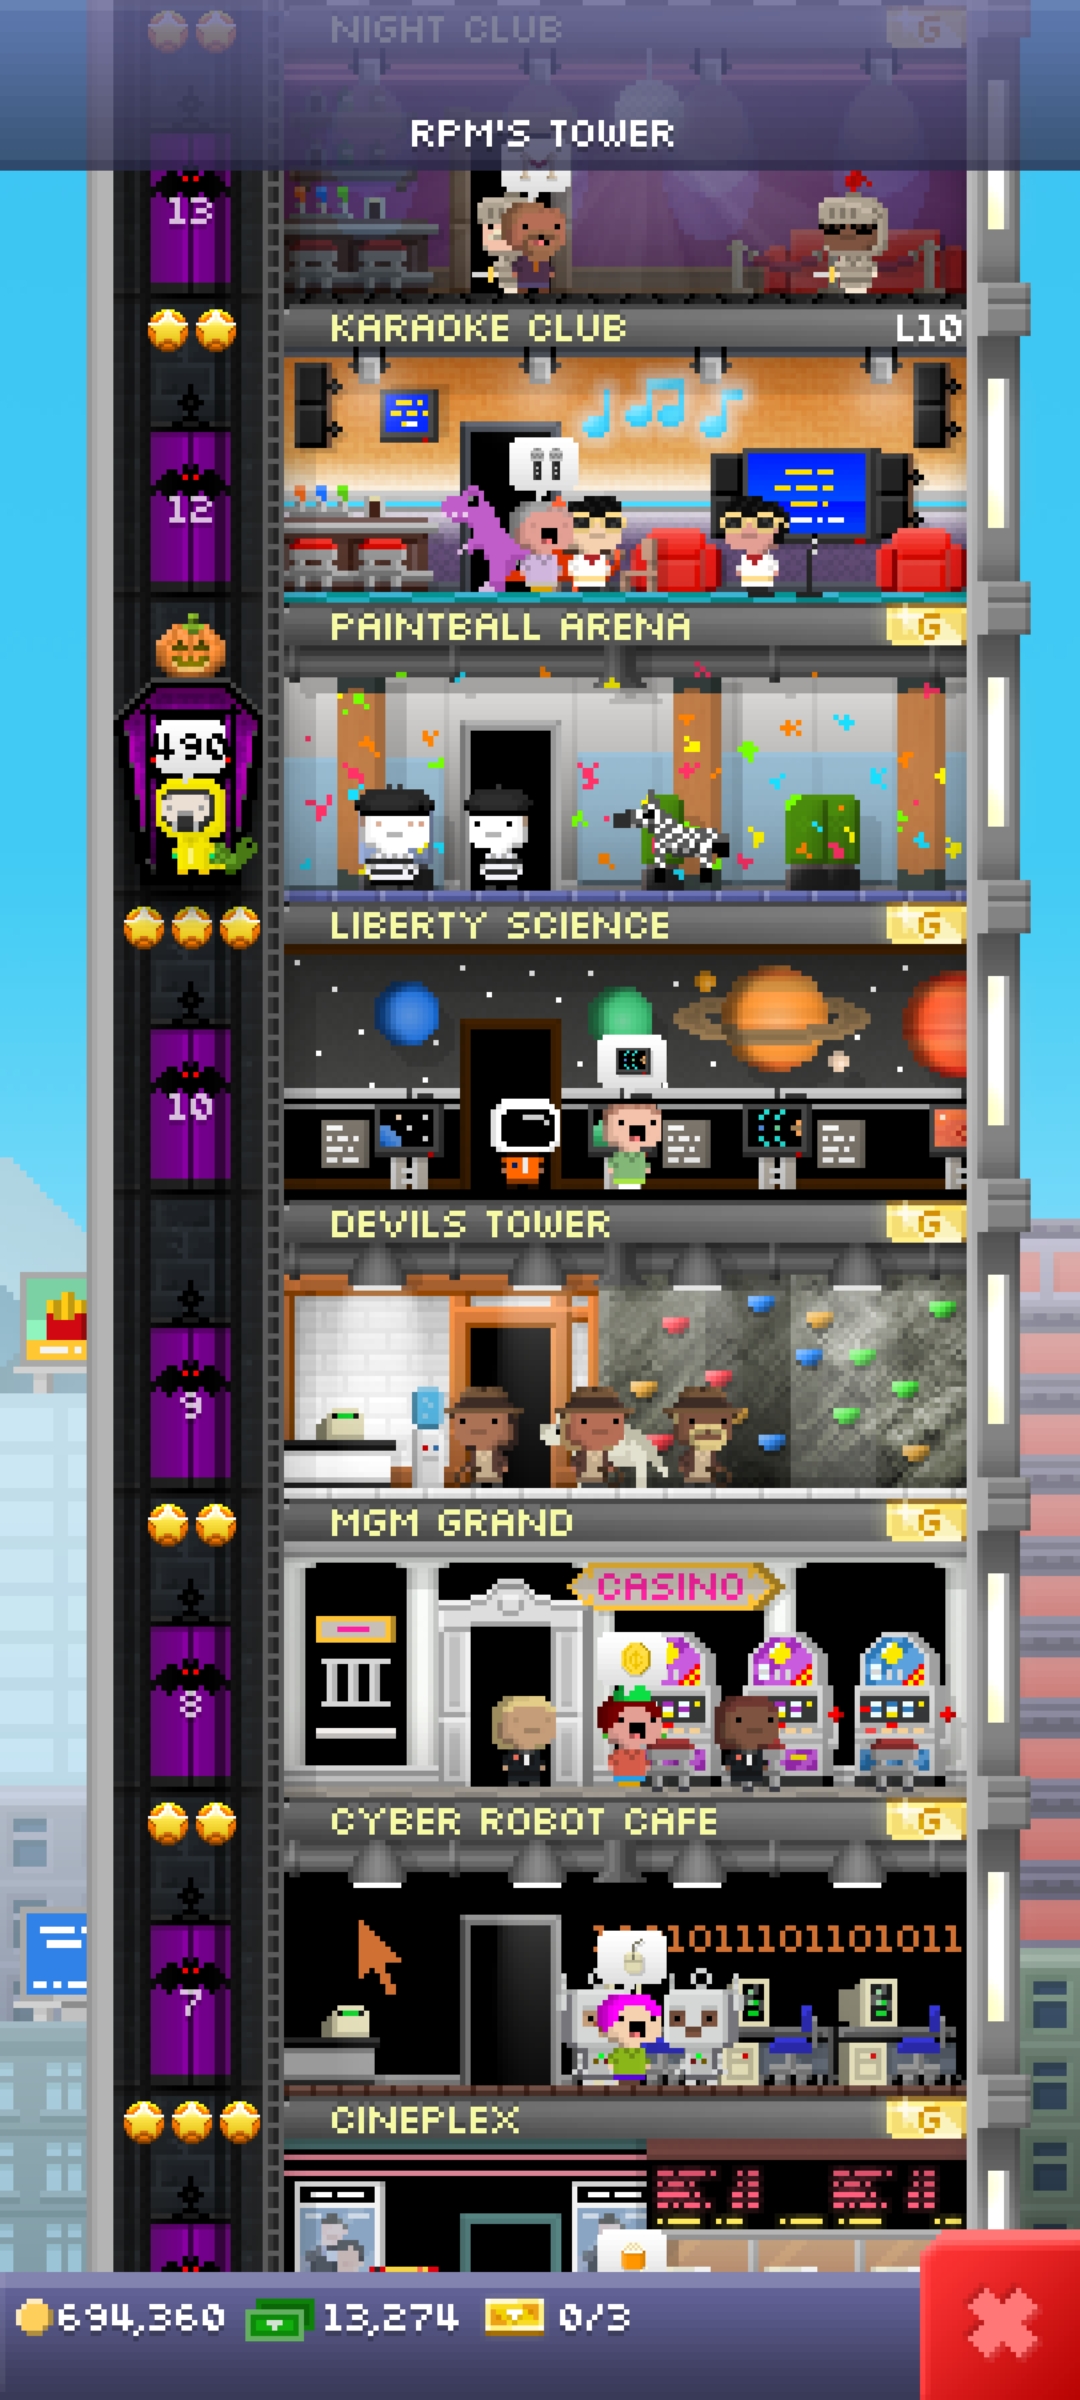 NIGHT CLUB G
RPM'S TOWER
13
KARAOKE CLUB L10
12
PAINTBALL ARENA G
490
LIBERTY SCIENCE G
10
DEVILS TOWER G
9
MGM GRAND G
CASINO
8
CYBER ROBOT CAFE G
1011101101011
7
CINEPLEX G
694,360 13,274 0/3